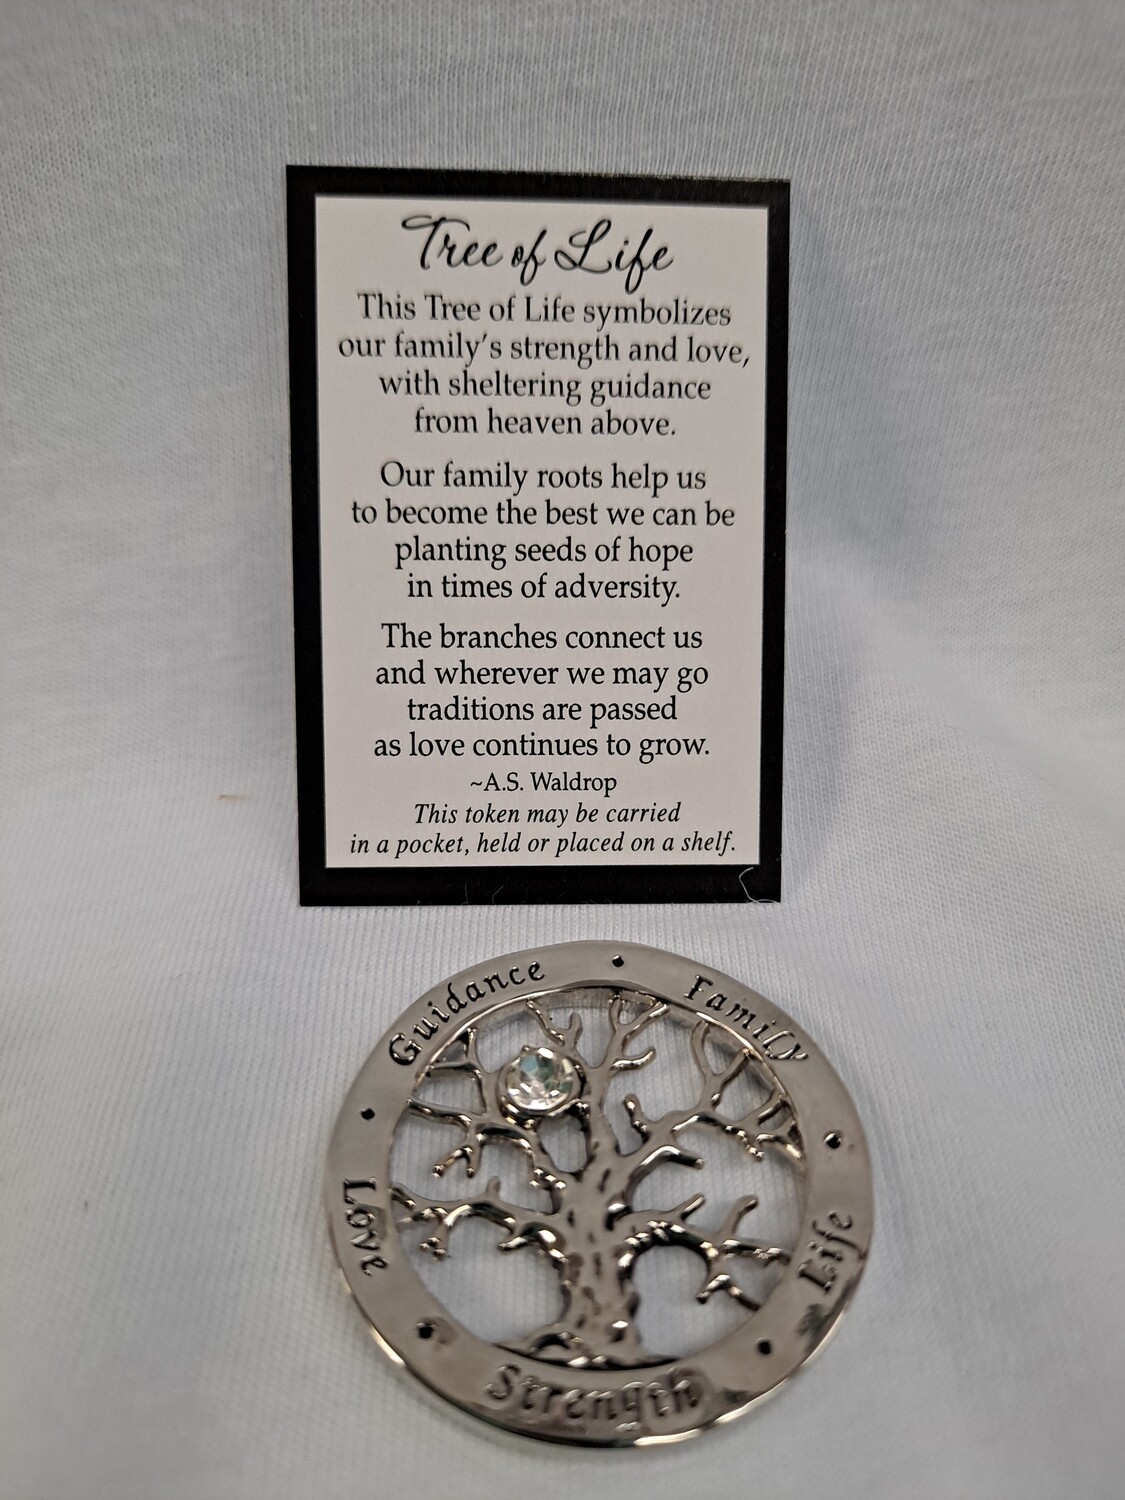 Tree of Life
This Tree of Life symbolizes
our family's strength and love,
with sheltering guidance
from heaven above.
Our family roots help us
to become the best we can be
planting seeds of hope
in times of adversity.
The branches connect us
and wherever we may go
traditions are passed
as love continues to grow.
~A.S. Waldrop
This token may be carried
in a pocket, held or placed on a shelf.
Guidance
Family
Love
Life
Strength